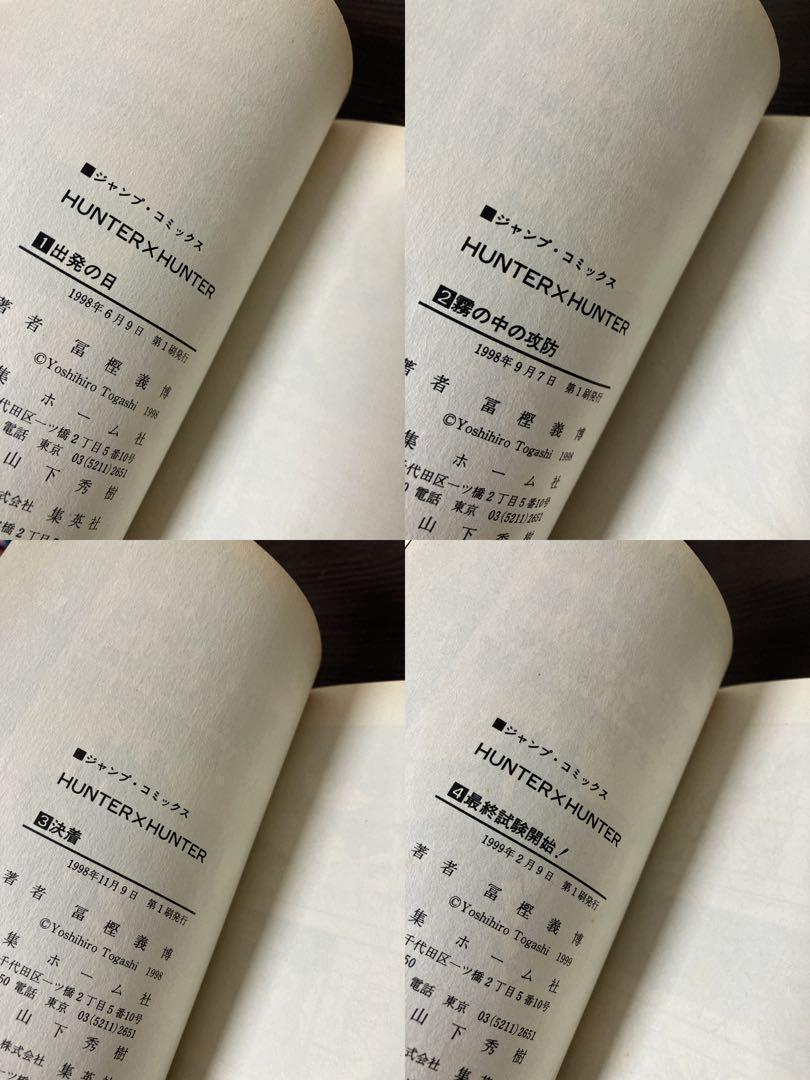 ■ジャンプ・コミックス
HUNTER×HUNTER
1出発の日
1998年6月9日 第1刷発行
著者 冨樫義博
©Yoshihiro Togashi 1998
集 ホーム社
代田区一ツ橋2丁目5番10号
電話 東京 03(5211)2651
山下秀樹
式会社 集英社
橋2丁目5
■ジャンプ・コミックス
HUNTER×HUNTER
2霧の中の攻防
1998年9月7日 第1刷発行
著者 冨樫義博
©Yoshihiro Togashi 1998
集 ホーム社
千代田区一ツ橋2丁目5番10号
0 電話 東京 03(5211)2651
山下秀樹
■ジャンプ・コミックス
HUNTER×HUNTER
3決着
1998年11月9日 第1刷発行
著者 冨樫義博
©Yoshihiro Togashi 1998
集 ホーム社
千代田区一ツ橋2丁目5番10号
50 電話 東京 03(5211)2651
山下秀樹
株式会社 集英
一ツ橋2
■ジャンプ・コミックス
HUNTER×HUNTER
4最終試験開始!
1999年2月9日 第1刷発行
著者 冨樫義博
©Yoshihiro Togashi 1999
集 ホーム社
千代田区一ツ橋2丁目5番10号
50
電話 東京 03(5211)2651
山下秀樹
式会社 集